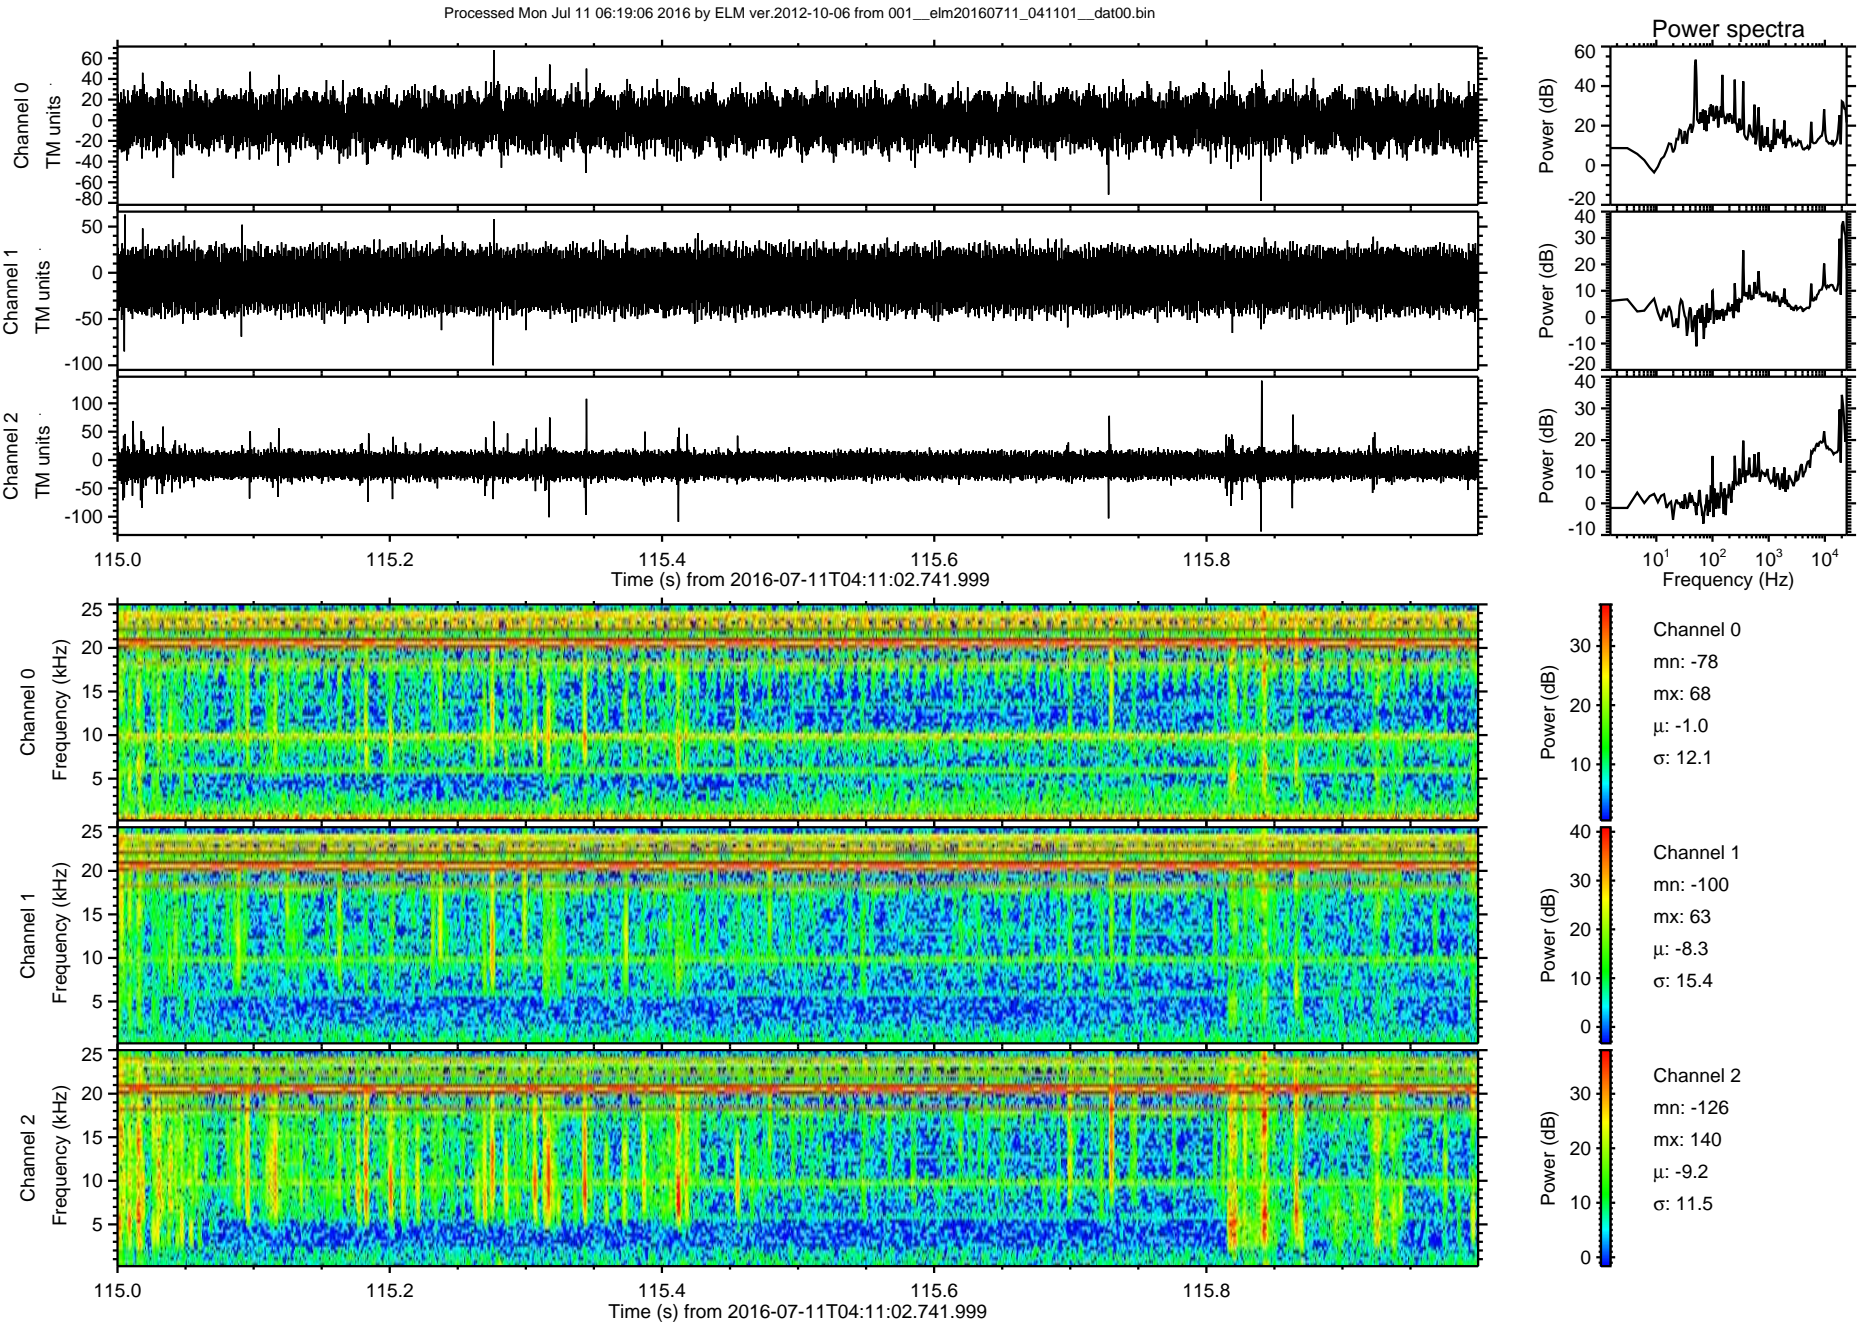 Processed Mon Jul 11 06:19:06 2016 by ELM ver.2012-10-06 from 001__elm20160711_041101__dat00.bin
Power spectra
Channel 0
TM units
60
40
20
0
-20
-40
-60
-80
Power (dB)
60
40
20
0
-20
Channel 1
TM units
50
0
-50
-100
Power (dB)
40
30
20
10
0
-10
-20
Channel 2
TM units
100
50
0
-50
-100
Power (dB)
40
30
20
10
0
-10
115.0 115.2 115.4 115.6 115.8
Time (s) from 2016-07-11T04:11:02.741.999
10^1 10^2 10^3 10^4
Frequency (Hz)
Channel 0
Frequency (kHz)
25
20
15
10
5
Power (dB)
30
20
10
Channel 0
mn: -78
mx: 68
µ: -1.0
σ: 12.1
Channel 1
Frequency (kHz)
25
20
15
10
5
Power (dB)
40
30
20
10
0
Channel 1
mn: -100
mx: 63
µ: -8.3
σ: 15.4
Channel 2
Frequency (kHz)
25
20
15
10
5
Power (dB)
30
20
10
0
Channel 2
mn: -126
mx: 140
µ: -9.2
σ: 11.5
115.0 115.2 115.4 115.6 115.8
Time (s) from 2016-07-11T04:11:02.741.999